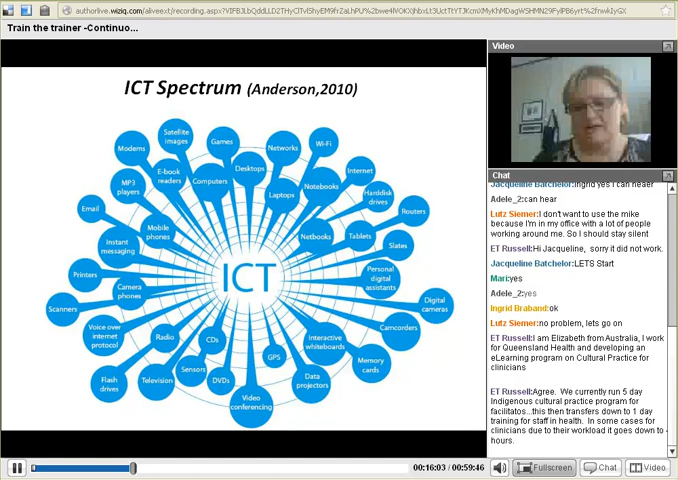 authorlive.wiziq.com/aliveext/recording.aspx?
Train the trainer -Continuo...
ICT Spectrum (Anderson,2010)
Satellite
images
Games
Modems
Networks
Wi-Fi
E-book
readers
Computers
Desktops
Laptops
Notebooks
Internet
MP3
players
Harddisk
drives
Email
Mobile
phones
Routers
Instant
messaging
Netbooks
Tablets
Slates
ICT
Printers
Camera
phones
Personal
digital
assistants
Scanners
Digital
cameras
Voice over
internet
protocol
Radio
CDs
GPS
Interactive
whiteboards
Camcorders
Flash
drives
Television
Sensors
DVDs
Video
conferencing
Data
projectors
Memory
cards
Video
Chat
Jacqueline Batchelor:Ingrid yes I can heaer
Adele_2:can hear
Lutz Siemer:I don't want to use the mike
because I'm in my office with a lot of people
working around me. So I should stay silent
ET Russell:Hi Jacqueline, sorry it did not work.
Jacqueline Batchelor:LETS Start
Mari:yes
Adele_2:yes
Ingrid Braband:ok
Lutz Siemer:no problem, lets go on
ET Russell:I am Elizabeth from Australia, I work
for Queensland Health and developing an
eLearning program on Cultural Practice for
clinicians
ET Russell:Agree. We currently run 5 day
Indigenous cultural practice program for
facilitatos...this then transfers down to 1 day
training for staff in health. In some cases for
clinicians due to their workload it goes down to
hours.
00:16:03 / 00:59:46
Fullscreen
Chat
Video